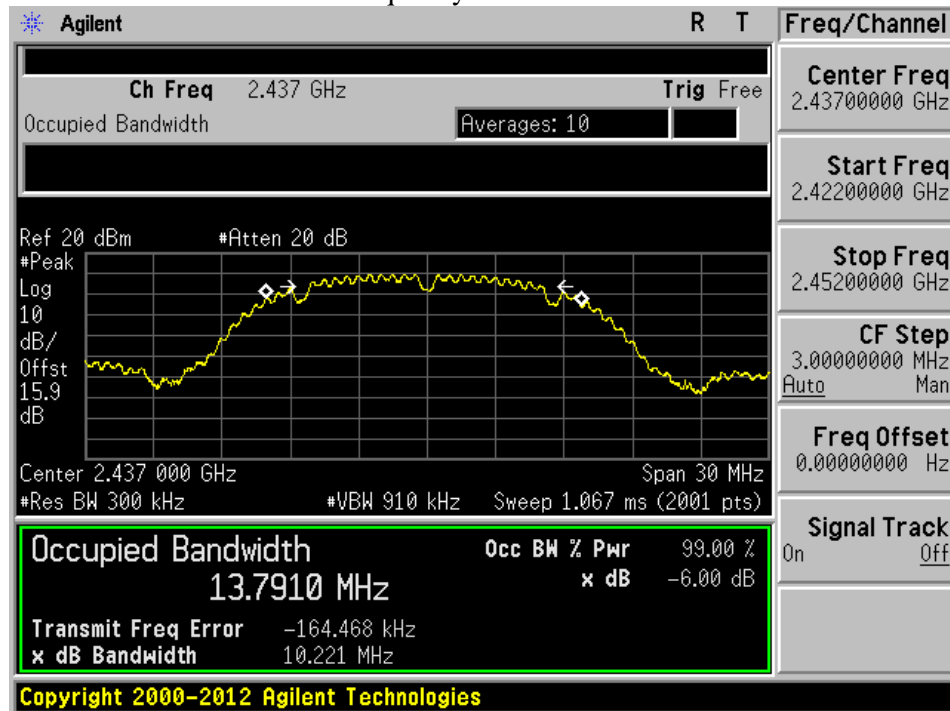 Agilent R T Freq/Channel
Ch Freq 2.437 GHz Trig Free
Occupied Bandwidth Averages: 10
Ref 20 dBm #Atten 20 dB
#Peak
Log
10
dB/
Offst
15.9
dB
Center 2.437 000 GHz Span 30 MHz
#Res BW 300 kHz #VBW 910 kHz Sweep 1.067 ms (2001 pts)
Occupied Bandwidth Occ BW % Pwr 99.00 %
13.7910 MHz x dB -6.00 dB
Transmit Freq Error -164.468 kHz
x dB Bandwidth 10.221 MHz
Center Freq
2.43700000 GHz
Start Freq
2.42200000 GHz
Stop Freq
2.45200000 GHz
CF Step
3.00000000 MHz
Auto Man
Freq Offset
0.00000000 Hz
Signal Track
On Off
Copyright 2000-2012 Agilent Technologies